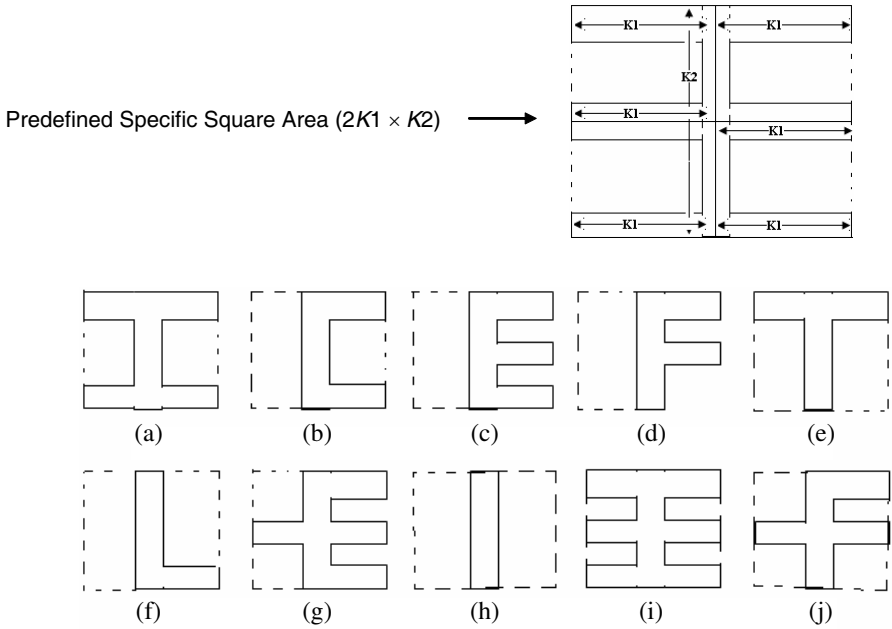 K1 K1
K2
Predefined Specific Square Area (2K1 × K2)
K1
K1
K1 K1
(a) (b) (c) (d) (e)
(f) (g) (h) (i) (j)